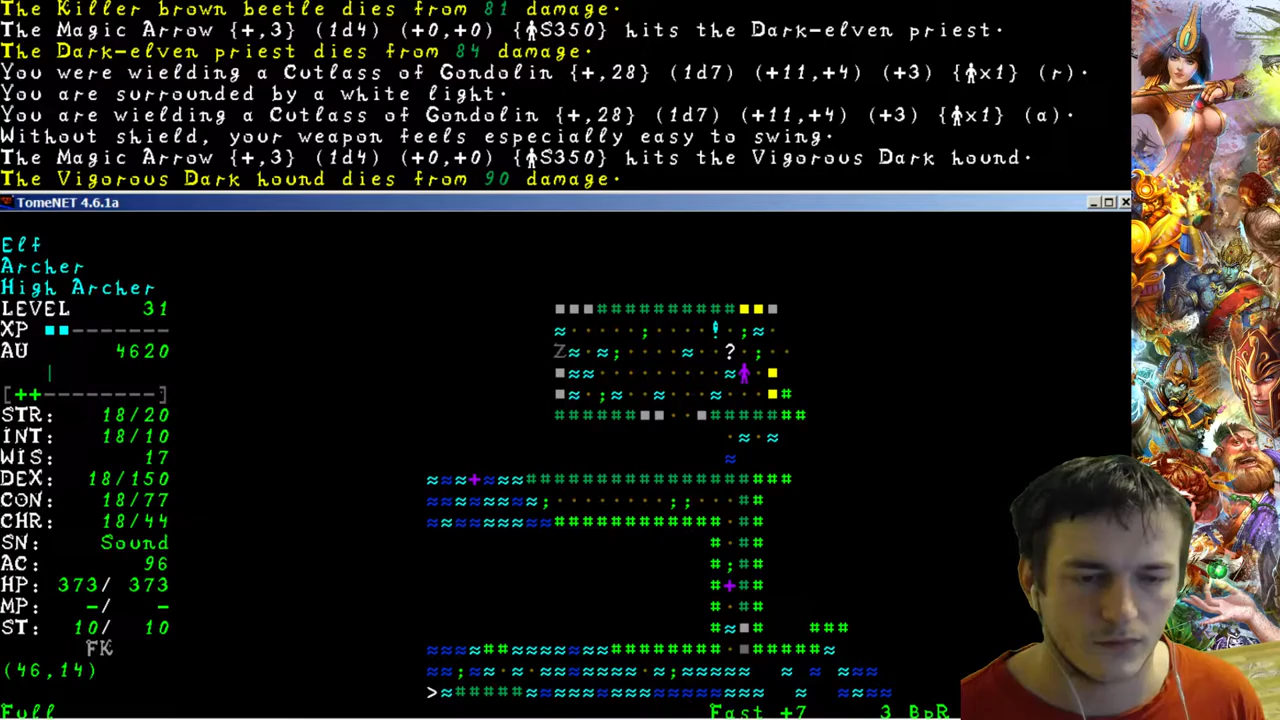 The Killer brown beetle dies from 81 damage.
The Magic Arrow {+,3} (1d4) (+0,+0) {S350} hits the Dark-elven priest.
The Dark-elven priest dies from 84 damage.
You were wielding a Cutlass of Gondolin {+,28} (1d7) (+11,+4) (+3) {x1} (r).
You are surrounded by a white light.
You are wielding a Cutlass of Gondolin {+,28} (1d7) (+11,+4) (+3) {x1} (a).
Without shield, your weapon feels especially easy to swing.
The Magic Arrow {+,3} (1d4) (+0,+0) {S350} hits the Vigorous Dark hound.
The Vigorous Dark hound dies from 90 damage.
TomeNET 4.6.1a
Elf
Archer
High Archer
LEVEL 31
XP
AU 4620
STR: 18/20
INT: 18/10
WIS: 17
DEX: 18/150
CON: 18/77
CHR: 18/44
SN: Sound
AC: 96
HP: 373/ 373
MP: -/ -
ST: 10/ 10
FK
(46,14)
Full Fast +7 3 BpR